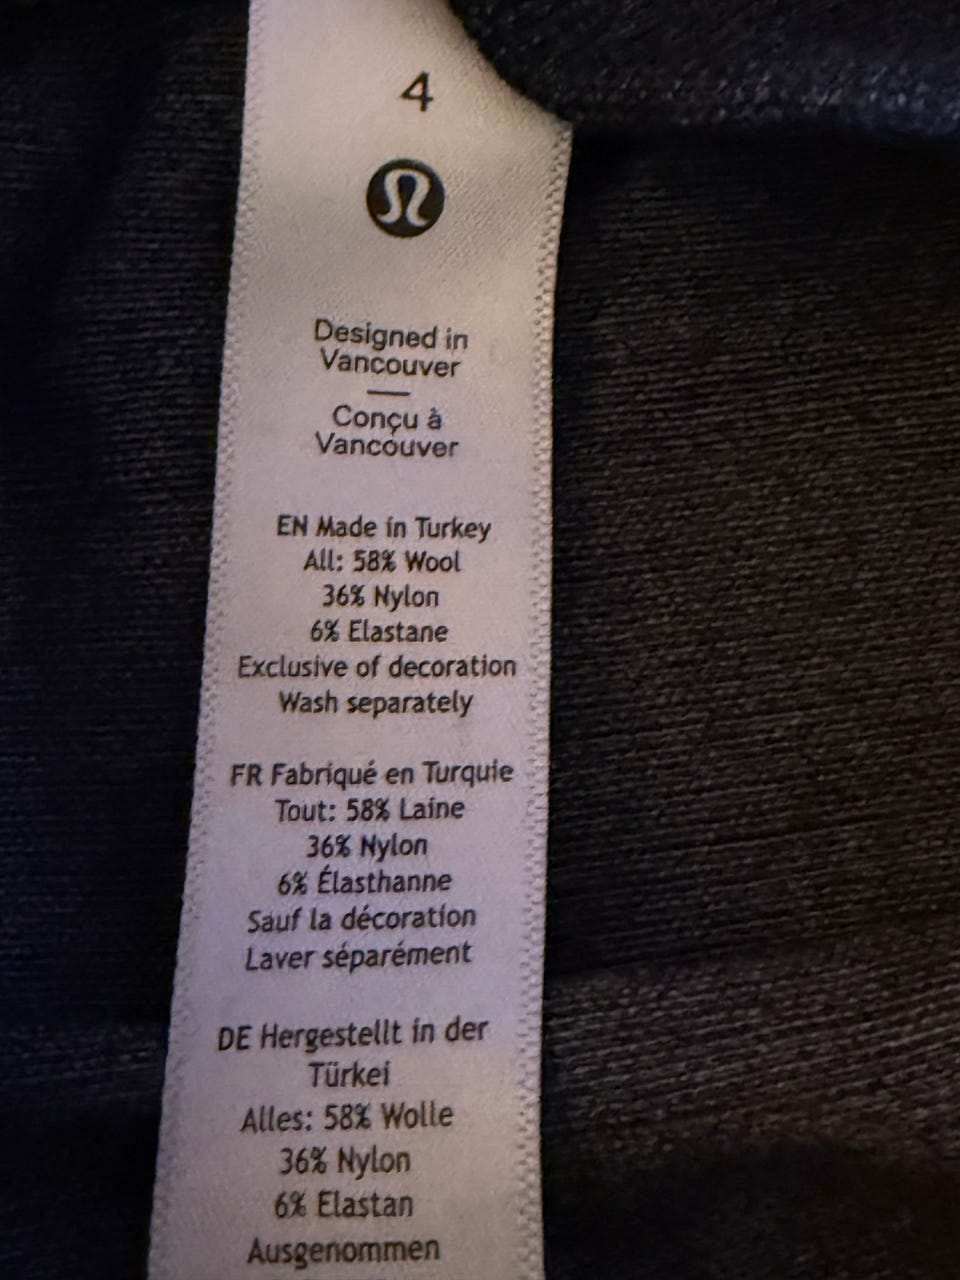 4
Designed in
Vancouver
Conçu à
Vancouver
EN Made in Turkey
All: 58% Wool
36% Nylon
6% Elastane
Exclusive of decoration
Wash separately
FR Fabriqué en Turquie
Tout: 58% Laine
36% Nylon
6% Élasthanne
Sauf la décoration
Laver séparément
DE Hergestellt in der
Türkei
Alles: 58% Wolle
36% Nylon
6% Elastan
Ausgenommen